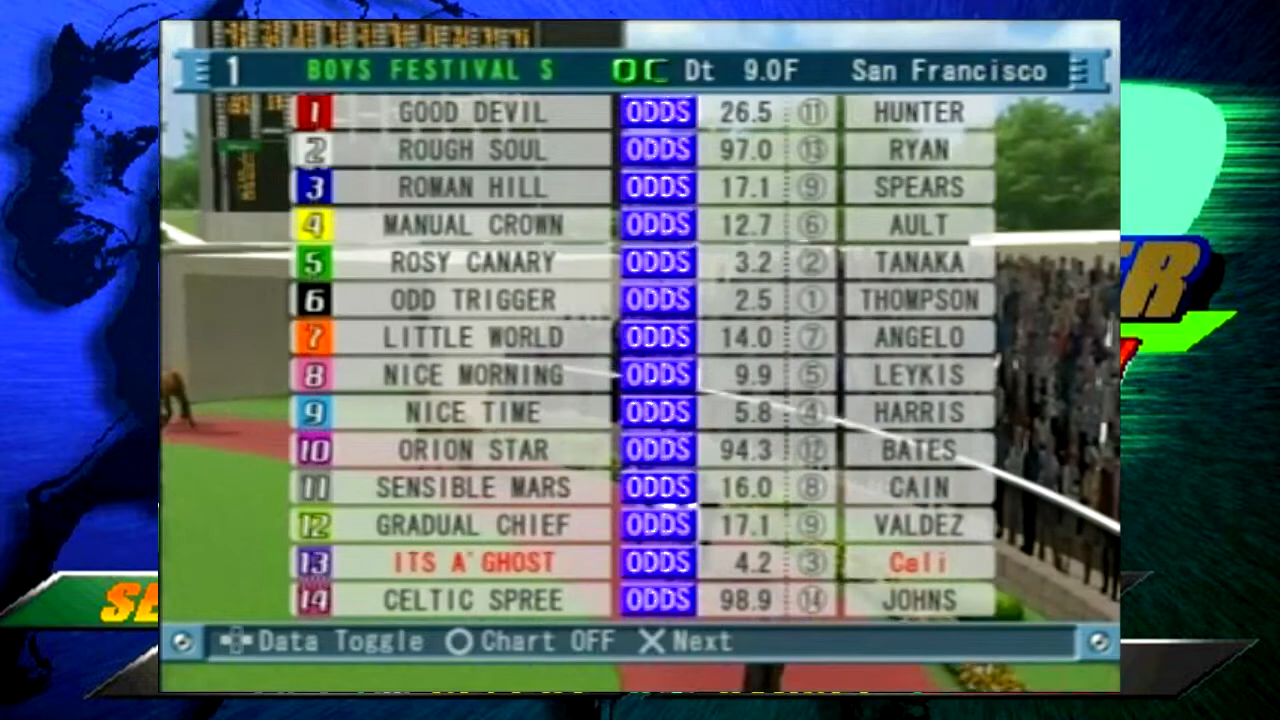 1 BOYS FESTIVAL S OC Dt 9.0F San Francisco
1 GOOD DEVIL ODDS 26.5 ⑪ HUNTER
2 ROUGH SOUL ODDS 97.0 ⑬ RYAN
3 ROMAN HILL ODDS 17.1 ⑨ SPEARS
4 MANUAL CROWN ODDS 12.7 ⑥ AULT
5 ROSY CANARY ODDS 3.2 ② TANAKA
6 ODD TRIGGER ODDS 2.5 ① THOMPSON
7 LITTLE WORLD ODDS 14.0 ⑦ ANGELO
8 NICE MORNING ODDS 9.9 ⑤ LEYKIS
9 NICE TIME ODDS 5.8 ④ HARRIS
10 ORION STAR ODDS 94.3 ⑫ BATES
11 SENSIBLE MARS ODDS 16.0 ⑧ CAIN
12 GRADUAL CHIEF ODDS 17.1 ⑨ VALDEZ
13 ITS A'GHOST ODDS 4.2 ③ Cali
14 CELTIC SPREE ODDS 98.9 ⑭ JOHNS
Data Toggle Chart OFF Next